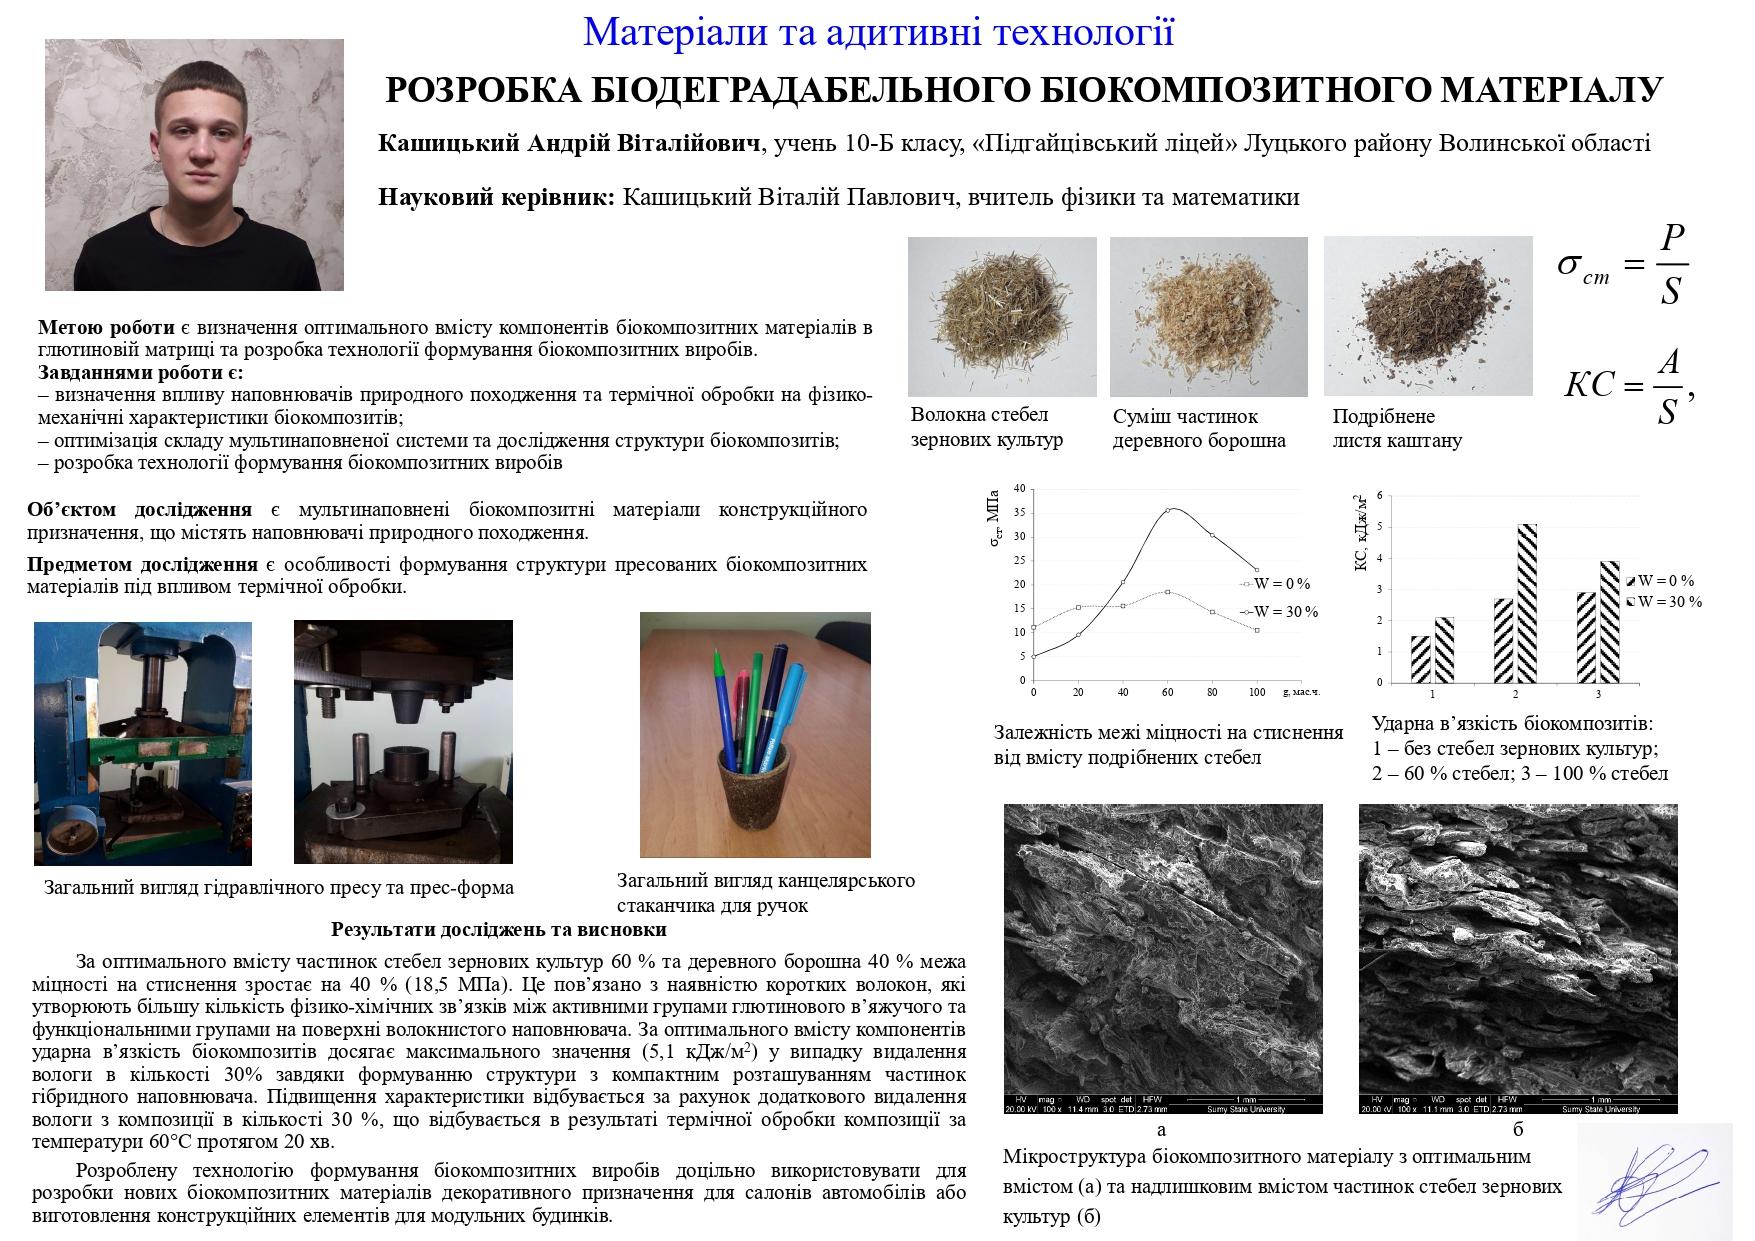 Матеріали та адитивні технології
РОЗРОБКА БІОДЕГРАДАБЕЛЬНОГО БІОКОМПОЗИТНОГО МАТЕРІАЛУ
Кашицький Андрій Віталійович, учень 10-Б класу, «Підгайцівський ліцей» Луцького району Волинської області
Науковий керівник: Кашицький Віталій Павлович, вчитель фізики та математики
Метою роботи є визначення оптимального вмісту компонентів біокомпозитних матеріалів в
глютиновій матриці та розробка технології формування біокомпозитних виробів.
Завданнями роботи є:
– визначення впливу наповнювачів природного походження та термічної обробки на фізико-
механічні характеристики біокомпозитів;
– оптимізація складу мультинаповненої системи та дослідження структури біокомпозитів;
– розробка технології формування біокомпозитних виробів
Об’єктом дослідження є мультинаповнені біокомпозитні матеріали конструкційного
призначення, що містять наповнювачі природного походження.
Предметом дослідження є особливості формування структури пресованих біокомпозитних
матеріалів під впливом термічної обробки.
Загальний вигляд гідравлічного пресу та прес-форма
Загальний вигляд канцелярського
стаканчика для ручок
Результати досліджень та висновки
За оптимального вмісту частинок стебел зернових культур 60 % та деревного борошна 40 % межа
міцності на стиснення зростає на 40 % (18,5 МПа). Це пов’язано з наявністю коротких волокон, які
утворюють більшу кількість фізико-хімічних зв’язків між активними групами глютинового в’яжучого та
функціональними групами на поверхні волокнистого наповнювача. За оптимального вмісту компонентів
ударна в’язкість біокомпозитів досягає максимального значення (5,1 кДж/м²) у випадку видалення
вологи в кількості 30% завдяки формуванню структури з компактним розташуванням частинок
гібридного наповнювача. Підвищення характеристики відбувається за рахунок додаткового видалення
вологи з композиції в кількості 30 %, що відбувається в результаті термічної обробки композиції за
температури 60°С протягом 20 хв.
Розроблену технологію формування біокомпозитних виробів доцільно використовувати для
розробки нових біокомпозитних матеріалів декоративного призначення для салонів автомобілів або
виготовлення конструкційних елементів для модульних будинків.
Волокна стебел
зернових культур
Суміш частинок
деревного борошна
Подрібнене
листя каштану
σ ст = P / S
КС = A / S ,
σст, МПа
40
35
30
25
20
15
10
5
0
0 20 40 60 80 100 g, мас.ч.
W = 0 %
W = 30 %
Залежність межі міцності на стиснення
від вмісту подрібнених стебел
КС, кДж/м²
6
5
4
3
2
1
0
1 2 3
W = 0 %
W = 30 %
Ударна в’язкість біокомпозитів:
1 – без стебел зернових культур;
2 – 60 % стебел; 3 – 100 % стебел
HV mag WD spot det HFW 1 mm
20.00 kV 100 x 11.4 mm 3.0 ETD 2.73 mm Sumy State University
HV mag WD spot det HFW 1 mm
20.00 kV 100 x 11.1 mm 3.0 ETD 2.73 mm Sumy State University
а
б
Мікроструктура біокомпозитного матеріалу з оптимальним
вмістом (а) та надлишковим вмістом частинок стебел зернових
культур (б)